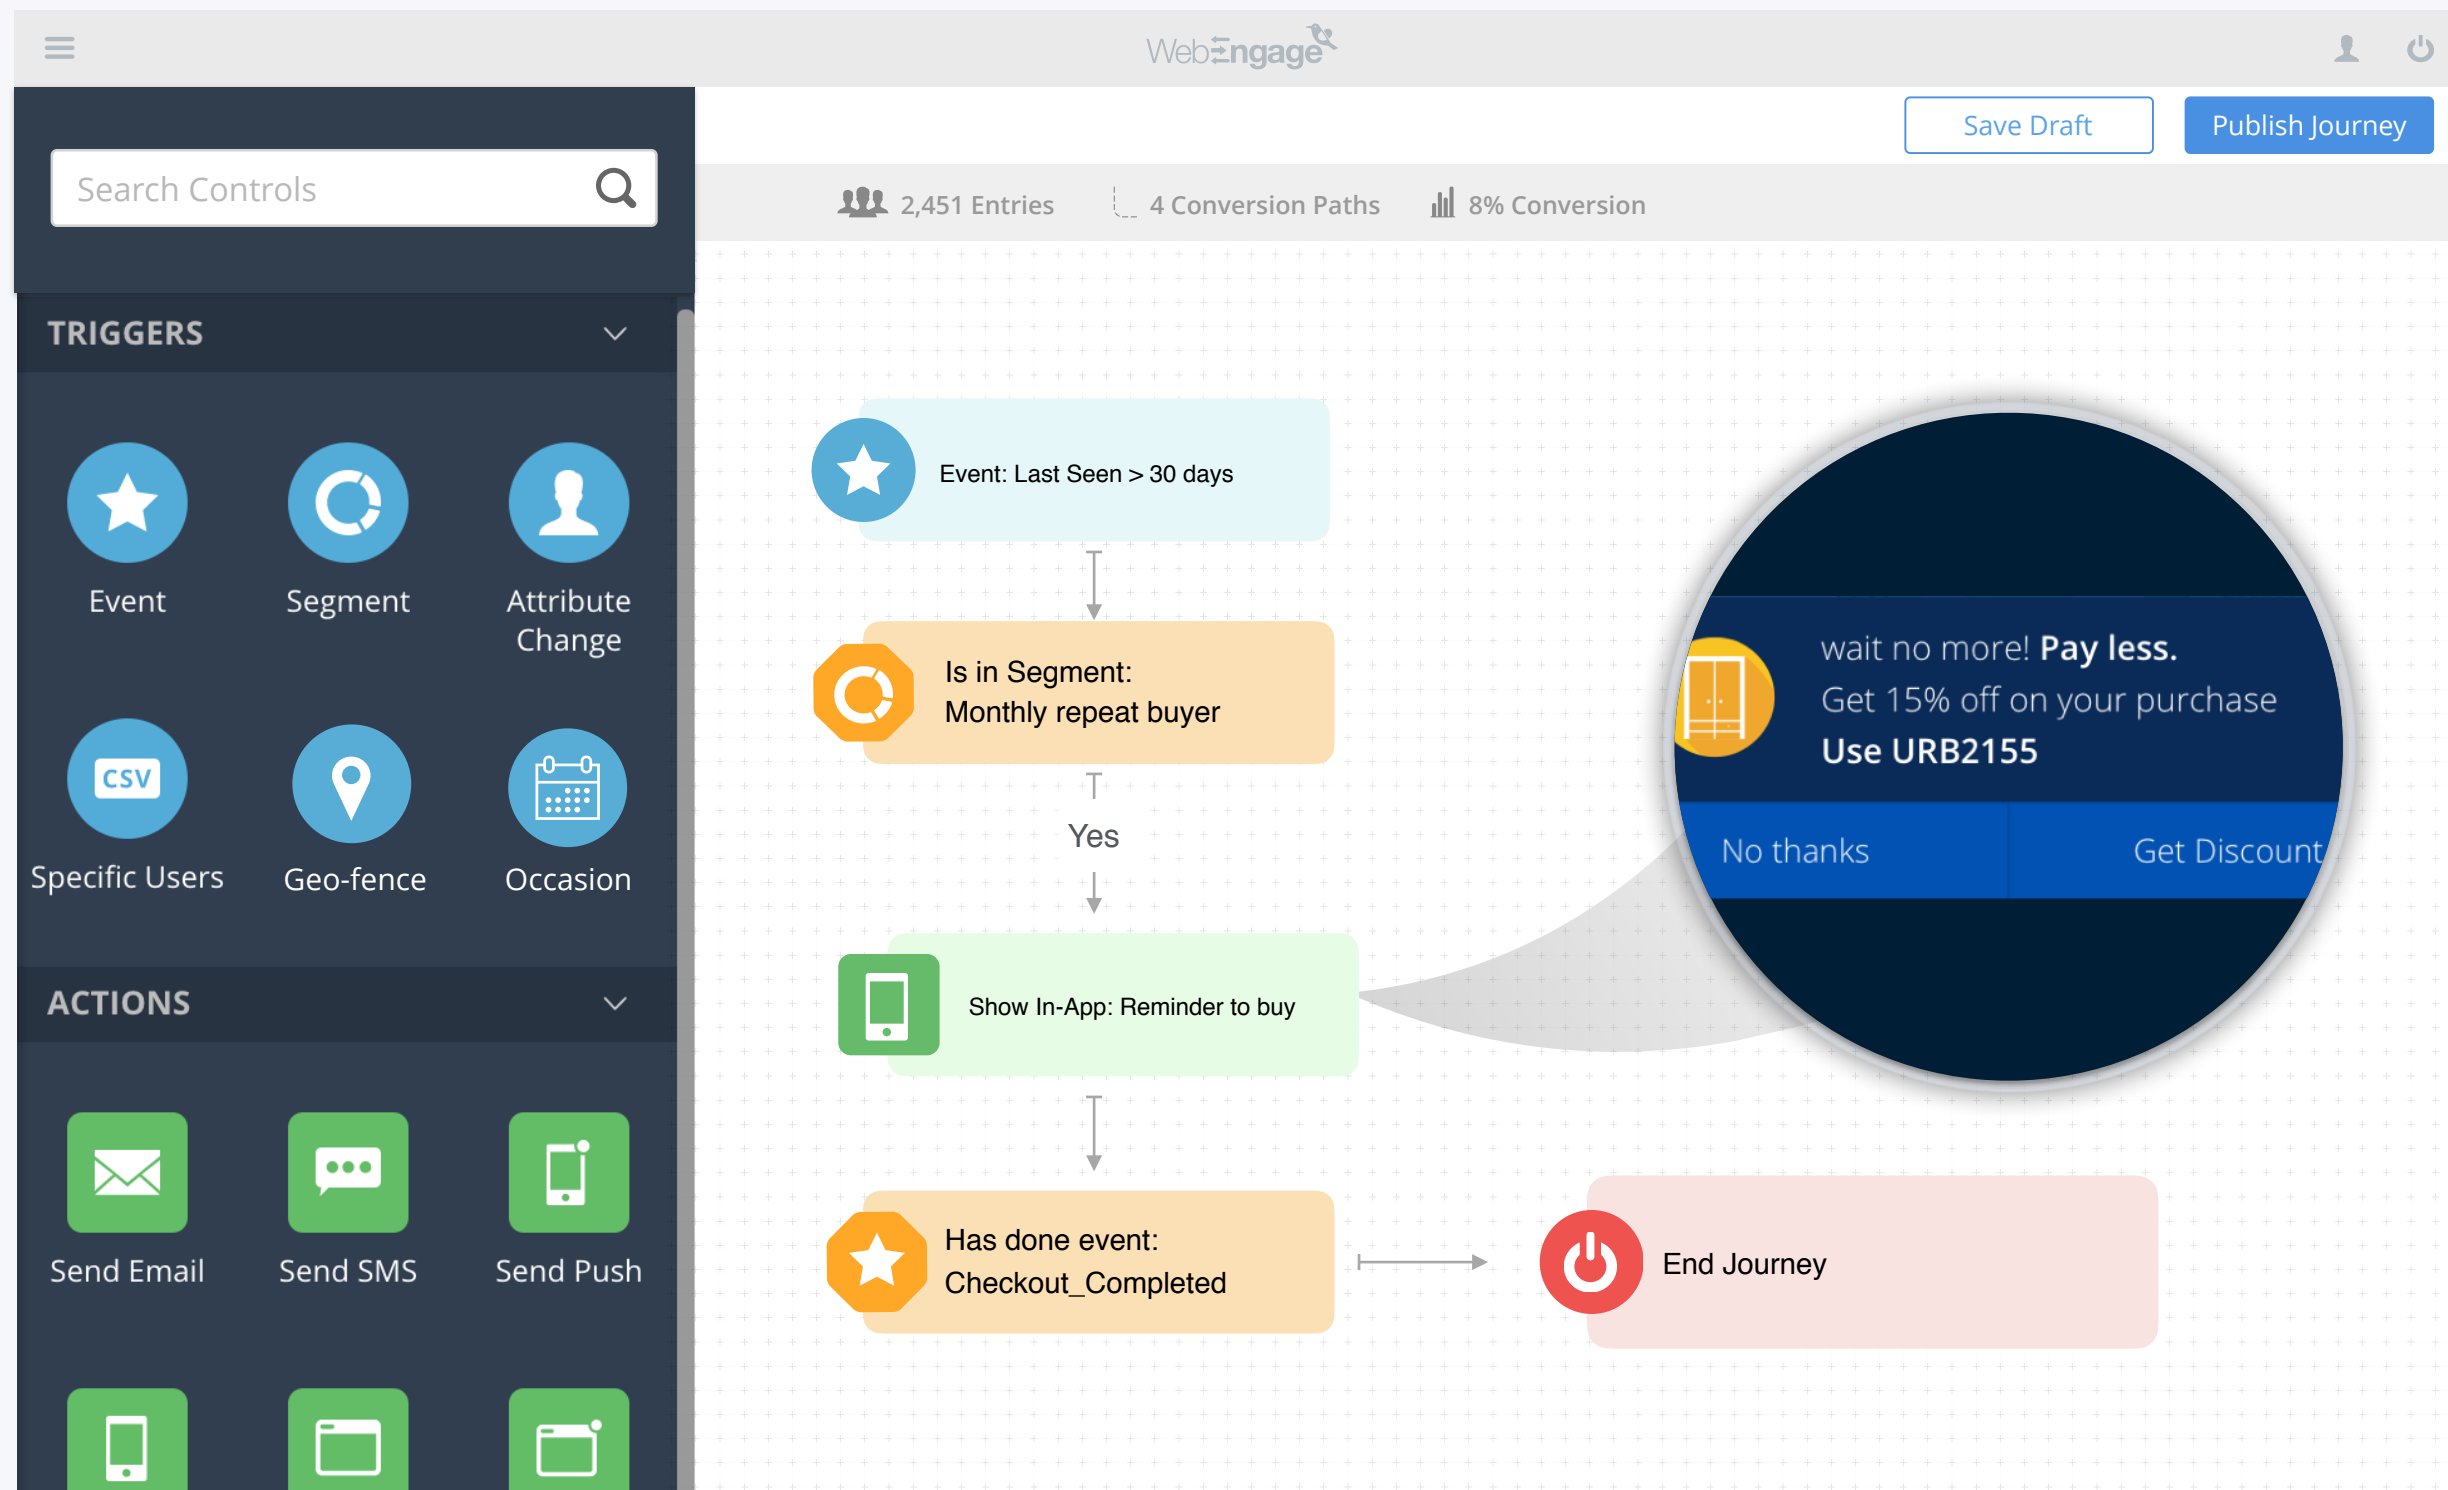 WebEngage
Save Draft
Publish Journey
Search Controls
2,451 Entries
4 Conversion Paths
8% Conversion
TRIGGERS
Event
Segment
Attribute
Change
CSV
Specific Users
Geo-fence
Occasion
ACTIONS
Send Email
Send SMS
Send Push
Event: Last Seen > 30 days
Is in Segment:
Monthly repeat buyer
Yes
Show In-App: Reminder to buy
Has done event:
Checkout_Completed
End Journey
wait no more! Pay less.
Get 15% off on your purchase
Use URB2155
No thanks
Get Discount